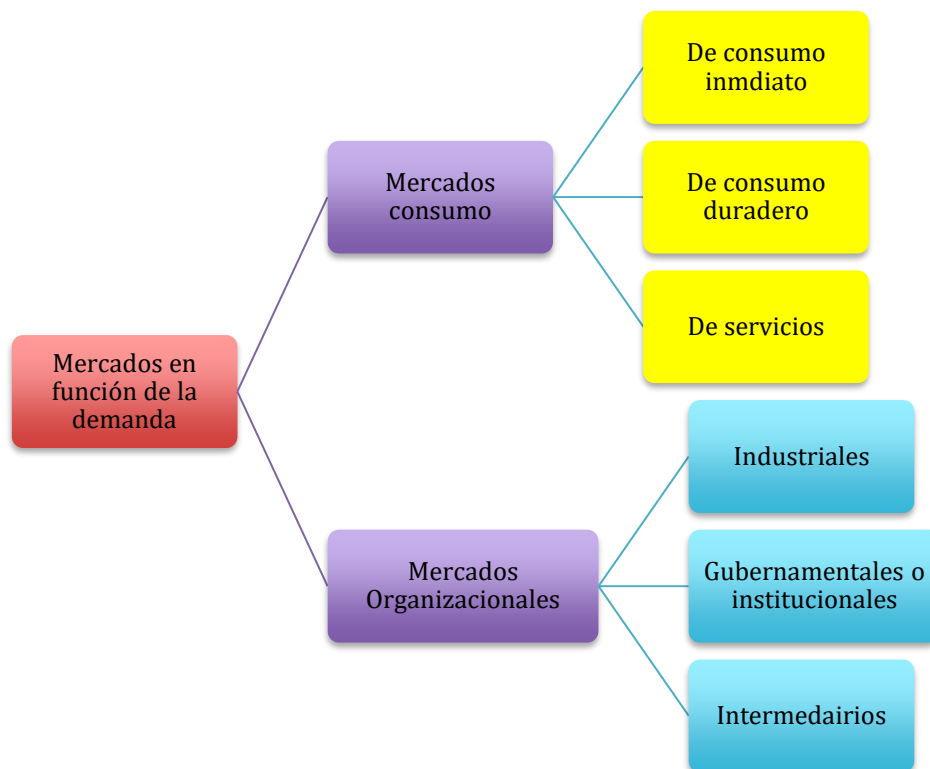 Mercados en
función de la
demanda
Mercados
consumo
De consumo
inmdiato
De consumo
duradero
De servicios
Mercados
Organizacionales
Industriales
Gubernamentales o
institucionales
Intermedairios